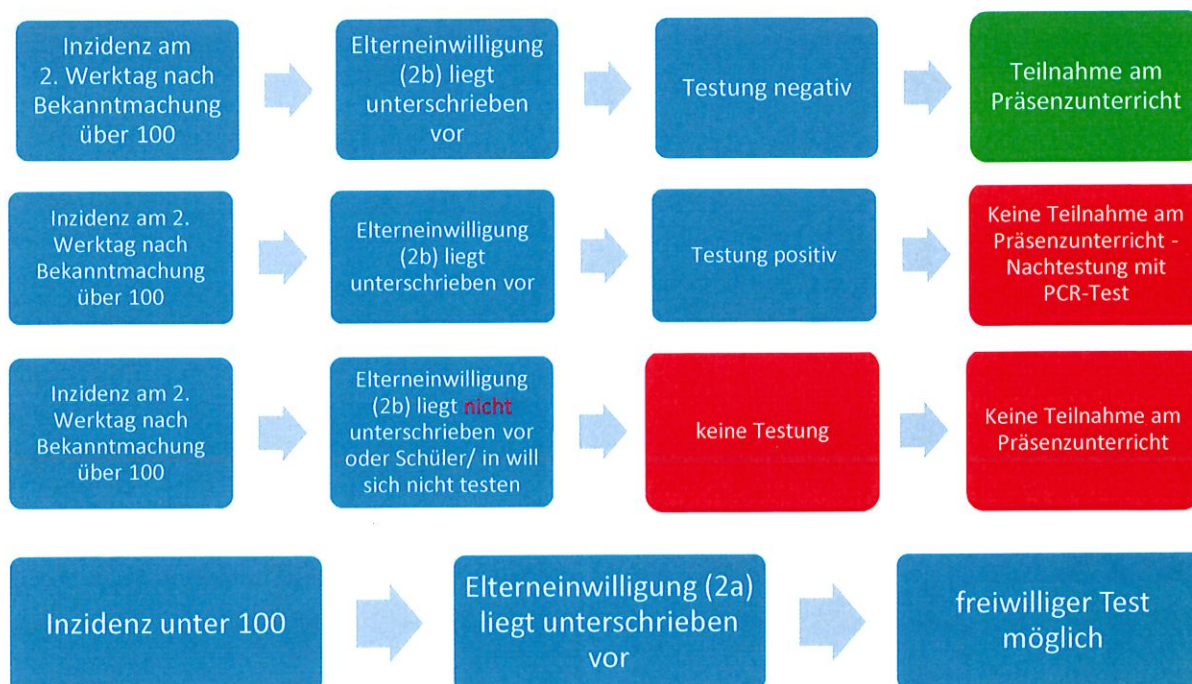 Inzidenz am
2. Werktag nach
Bekanntmachung
über 100
Elterneinwilligung
(2b) liegt
unterschrieben
vor
Testung negativ
Teilnahme am
Präsenzunterricht
Inzidenz am 2.
Werktag nach
Bekanntmachung
über 100
Elterneinwilligung
(2b) liegt
unterschrieben vor
Testung positiv
Keine Teilnahme am
Präsenzunterricht -
Nachtestung mit
PCR-Test
Inzidenz am 2.
Werktag nach
Bekanntmachung
über 100
Elterneinwilligung
(2b) liegt nicht
unterschrieben vor
oder Schüler/ in will
sich nicht testen
keine Testung
Keine Teilnahme am
Präsenzunterricht
Inzidenz unter 100
Elterneinwilligung (2a)
liegt unterschrieben
vor
freiwilliger Test
möglich